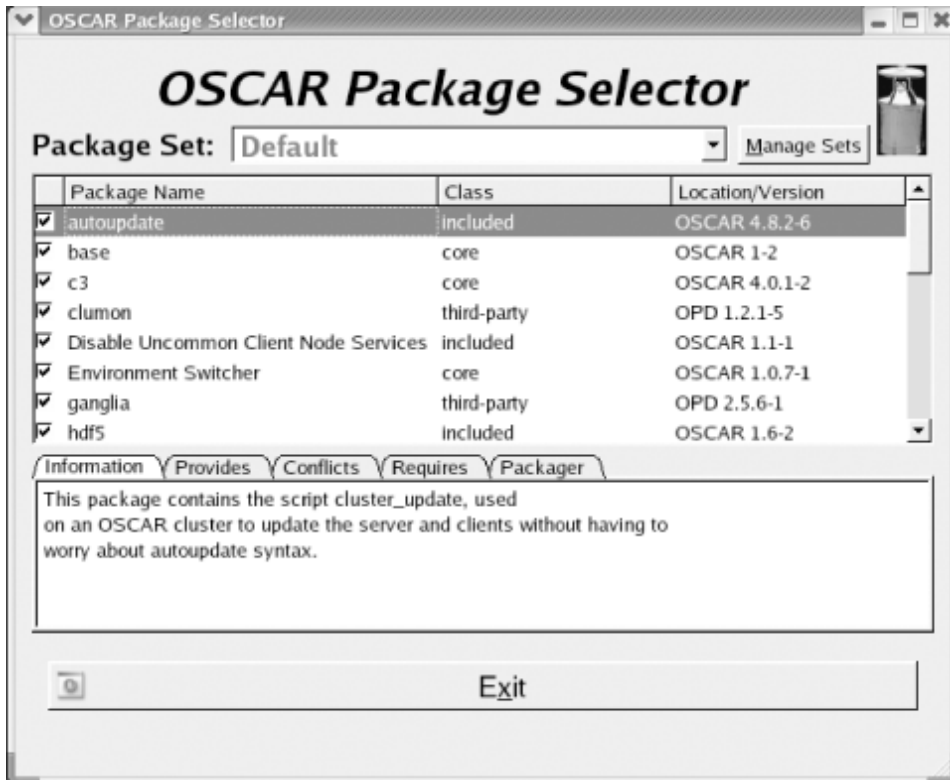 OSCAR Package Selector
OSCAR Package Selector
Package Set: Default Manage Sets
Package Name Class Location/Version
autoupdate included OSCAR 4.8.2-6
base core OSCAR 1-2
c3 core OSCAR 4.0.1-2
clumon third-party OPD 1.2.1-5
Disable Uncommon Client Node Services included OSCAR 1.1-1
Environment Switcher core OSCAR 1.0.7-1
ganglia third-party OPD 2.5.6-1
hdf5 included OSCAR 1.6-2
Information Provides Conflicts Requires Packager
This package contains the script cluster_update, used
on an OSCAR cluster to update the server and clients without having to
worry about autoupdate syntax.
Exit